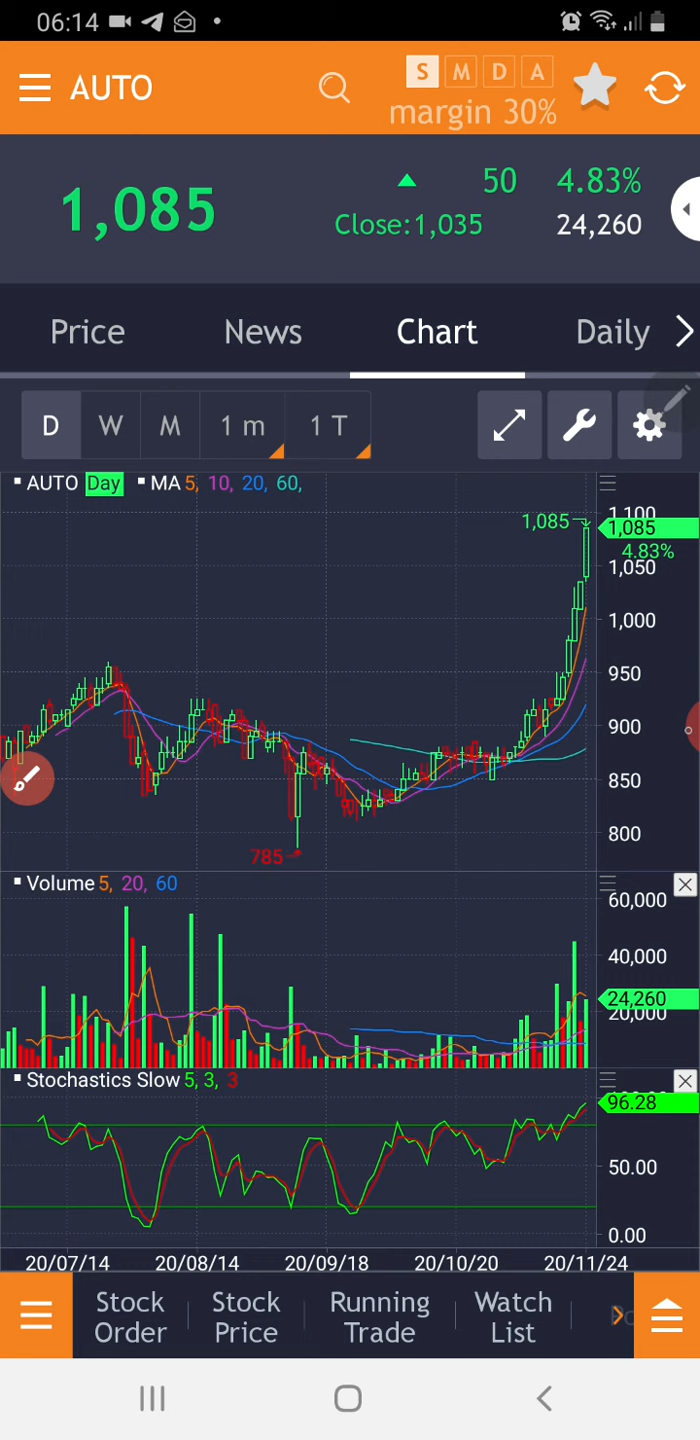 06:14
AUTO
S M D A
margin 30%
1,085
50 4.83%
Close:1,035 24,260
Price News Chart Daily
D W M 1 m 1 T
AUTO Day MA 5, 10, 20, 60,
1,100
1,085
1,085
4.83%
1,050
1,000
950
900
850
800
785
Volume 5, 20, 60
60,000
40,000
24,260
20,000
Stochastics Slow 5, 3, 3
96.28
50.00
0.00
20/07/14 20/08/14 20/09/18 20/10/20 20/11/24
Stock Order
Stock Price
Running Trade
Watch List